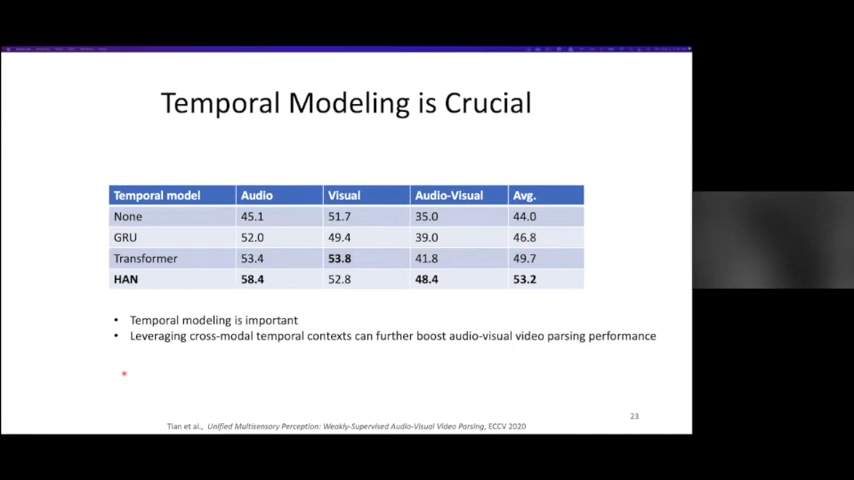 Temporal Modeling is Crucial
Temporal model Audio Visual Audio-Visual Avg.
None 45.1 51.7 35.0 44.0
GRU 52.0 49.4 39.0 46.8
Transformer 53.4 53.8 41.8 49.7
HAN 58.4 52.8 48.4 53.2
• Temporal modeling is important
• Leveraging cross-modal temporal contexts can further boost audio-visual video parsing performance
23
Tian et al., Unified Multisensory Perception: Weakly-Supervised Audio-Visual Video Parsing, ECCV 2020